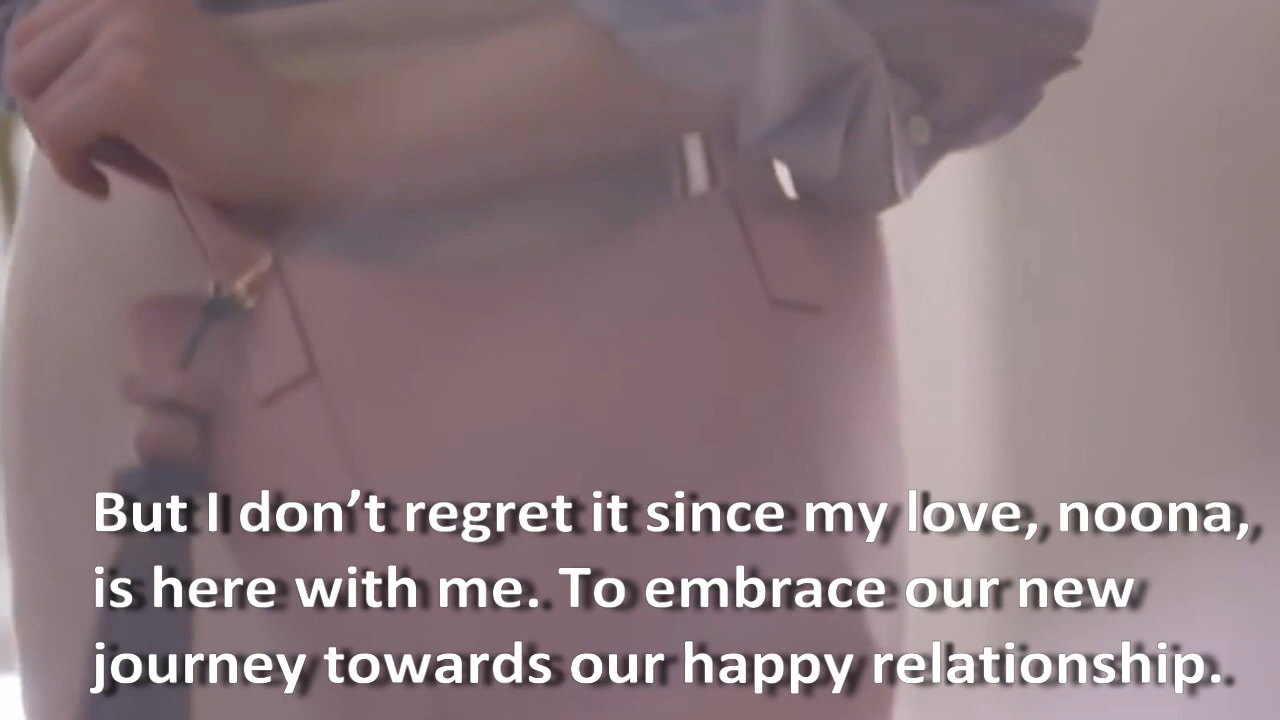 But I don’t regret it since my love, noona,
is here with me. To embrace our new
journey towards our happy relationship.